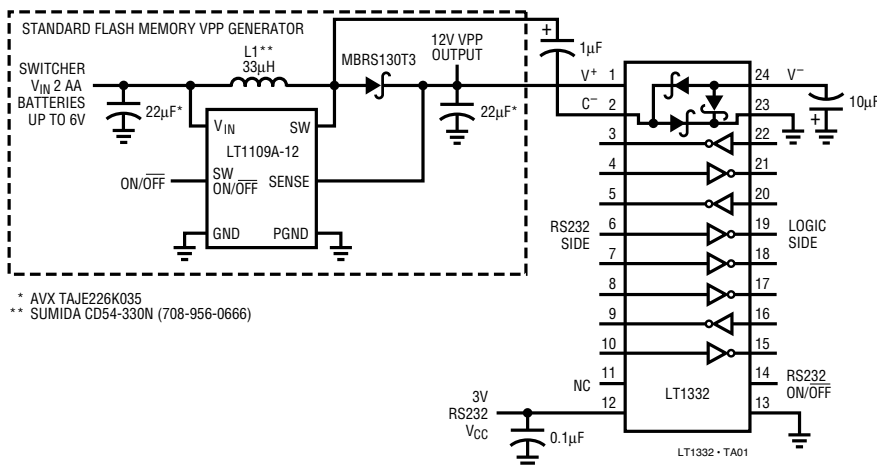 STANDARD FLASH MEMORY VPP GENERATOR
L1**
33µH
MBRS130T3
12V VPP
OUTPUT
SWITCHER
VIN 2 AA
BATTERIES
UP TO 6V
22µF*
22µF*
VIN
SW
LT1109A-12
ON/OFF
SW
ON/OFF
SENSE
GND
PGND
* AVX TAJE226K035
** SUMIDA CD54-330N (708-956-0666)
+
1µF
V+
1
24
V–
C–
2
23
+
10µF
3
22
4
21
5
20
RS232
SIDE
6
19
LOGIC
SIDE
7
18
8
17
9
16
10
15
NC
11
14
RS232
ON/OFF
LT1332
3V
RS232
VCC
12
13
0.1µF
LT1332 • TA01